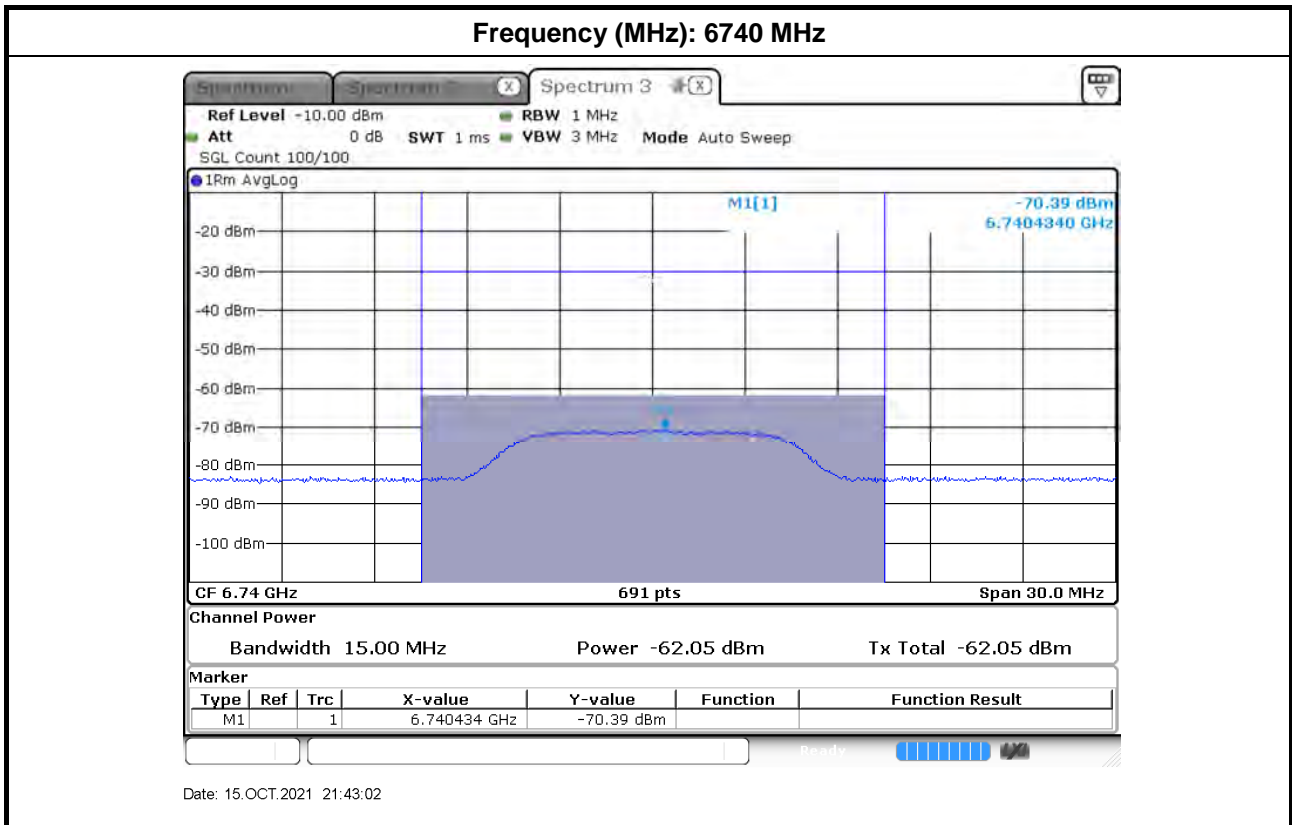 Frequency (MHz): 6740 MHz
Spectrum Spectrum 2 X Spectrum 3 X
Ref Level -10.00 dBm RBW 1 MHz
Att 0 dB SWT 1 ms VBW 3 MHz Mode Auto Sweep
SGL Count 100/100
1Rm AvgLog
M1[1] -70.39 dBm
6.7404340 GHz
-20 dBm
-30 dBm
-40 dBm
-50 dBm
-60 dBm
-70 dBm
-80 dBm
-90 dBm
-100 dBm
CF 6.74 GHz 691 pts Span 30.0 MHz
Channel Power
Bandwidth 15.00 MHz Power -62.05 dBm Tx Total -62.05 dBm
Marker
Type Ref Trc X-value Y-value Function Function Result
M1 1 6.740434 GHz -70.39 dBm
Ready
Date: 15.OCT.2021 21:43:02